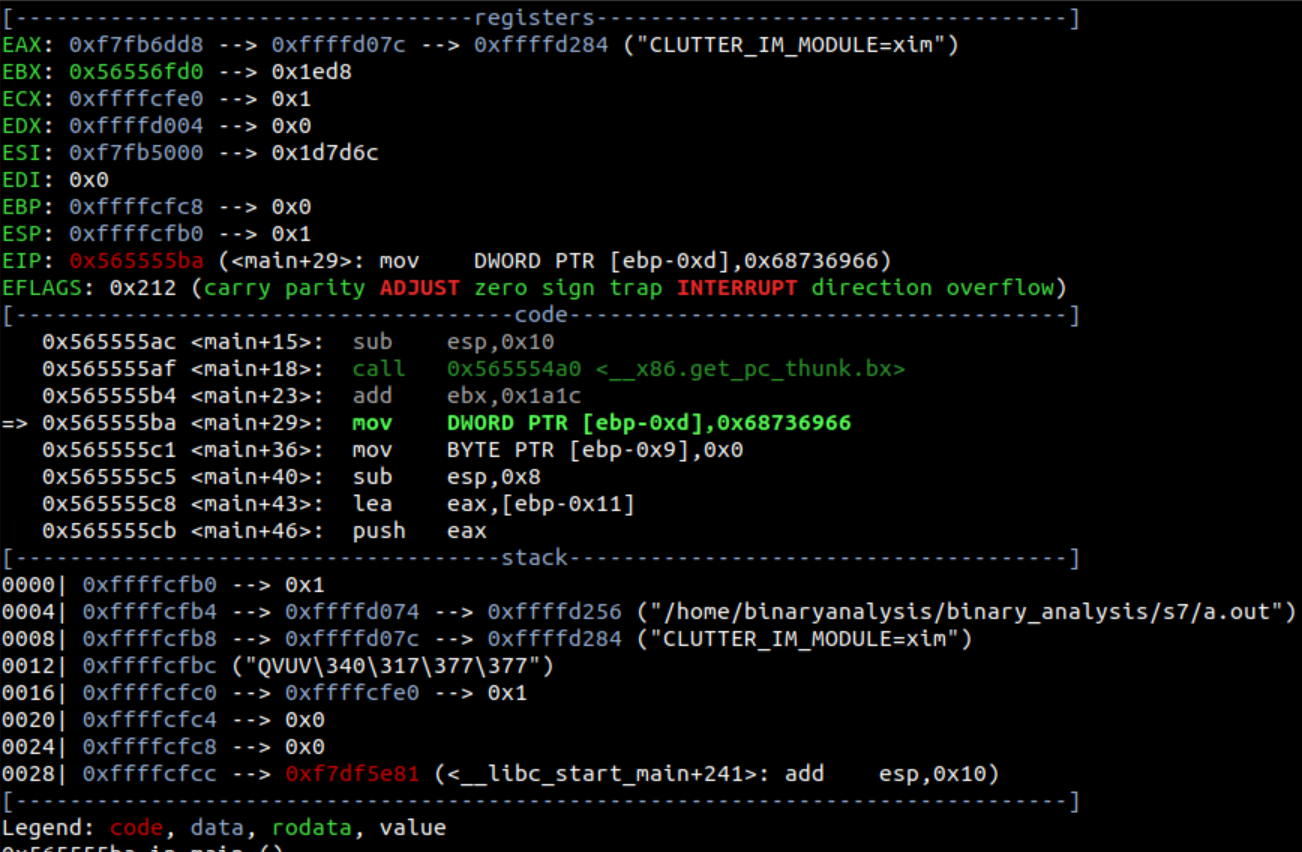 [----------------------------------registers-----------------------------------]
EAX: 0xf7fb6dd8 --> 0xffffd07c --> 0xffffd284 ("CLUTTER_IM_MODULE=xim")
EBX: 0x56556fd0 --> 0x1ed8
ECX: 0xffffcfe0 --> 0x1
EDX: 0xffffd004 --> 0x0
ESI: 0xf7fb5000 --> 0x1d7d6c
EDI: 0x0
EBP: 0xffffcfc8 --> 0x0
ESP: 0xffffcfb0 --> 0x1
EIP: 0x565555ba (<main+29>: mov    DWORD PTR [ebp-0xd],0x68736966)
EFLAGS: 0x212 (carry parity ADJUST zero sign trap INTERRUPT direction overflow)
[-------------------------------------code-------------------------------------]
   0x565555ac <main+15>:  sub    esp,0x10
   0x565555af <main+18>:  call   0x565554a0 <__x86.get_pc_thunk.bx>
   0x565555b4 <main+23>:  add    ebx,0x1a1c
=> 0x565555ba <main+29>:  mov    DWORD PTR [ebp-0xd],0x68736966
   0x565555c1 <main+36>:  mov    BYTE PTR [ebp-0x9],0x0
   0x565555c5 <main+40>:  sub    esp,0x8
   0x565555c8 <main+43>:  lea    eax,[ebp-0x11]
   0x565555cb <main+46>:  push   eax
[------------------------------------stack-------------------------------------]
0000| 0xffffcfb0 --> 0x1
0004| 0xffffcfb4 --> 0xffffd074 --> 0xffffd256 ("/home/binaryanalysis/binary_analysis/s7/a.out")
0008| 0xffffcfb8 --> 0xffffd07c --> 0xffffd284 ("CLUTTER_IM_MODULE=xim")
0012| 0xffffcfbc ("QVUV\340\317\377\377")
0016| 0xffffcfc0 --> 0xffffcfe0 --> 0x1
0020| 0xffffcfc4 --> 0x0
0024| 0xffffcfc8 --> 0x0
0028| 0xffffcfcc --> 0xf7df5e81 (<__libc_start_main+241>: add    esp,0x10)
[------------------------------------------------------------------------------]
Legend: code, data, rodata, value
0x565555ba in main ()